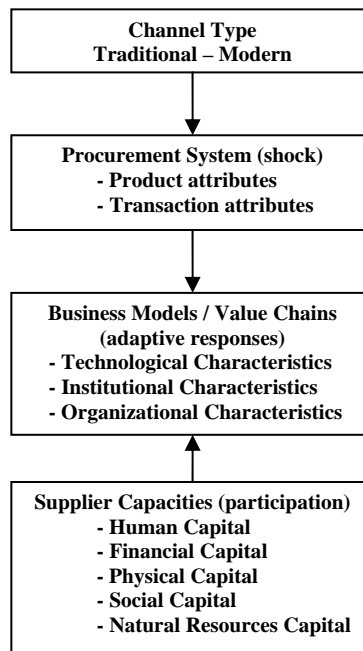 Channel Type
Traditional – Modern
Procurement System (shock)
- Product attributes
- Transaction attributes
Business Models / Value Chains
(adaptive responses)
- Technological Characteristics
- Institutional Characteristics
- Organizational Characteristics
Supplier Capacities (participation)
- Human Capital
- Financial Capital
- Physical Capital
- Social Capital
- Natural Resources Capital